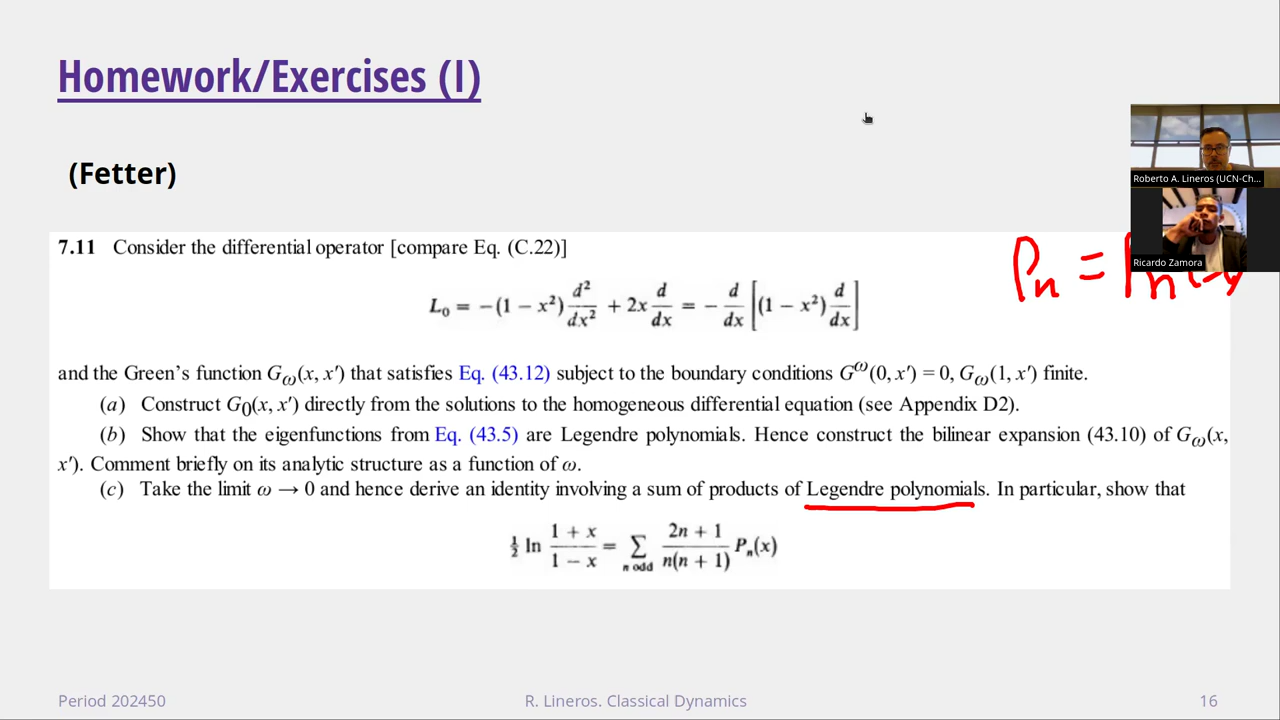 Homework/Exercises (I)
(Fetter)
Roberto A. Lineros (UCN-Ch...
Ricardo Zamora
7.11 Consider the differential operator [compare Eq. (C.22)]
L₀ = −(1 − x²) d²/dx² + 2x d/dx = − d/dx [(1 − x²) d/dx]
Pn =
and the Green's function G_ω(x, x′) that satisfies Eq. (43.12) subject to the boundary conditions G^ω(0, x′) = 0, G_ω(1, x′) finite.
(a) Construct G₀(x, x′) directly from the solutions to the homogeneous differential equation (see Appendix D2).
(b) Show that the eigenfunctions from Eq. (43.5) are Legendre polynomials. Hence construct the bilinear expansion (43.10) of G_ω(x,
x′). Comment briefly on its analytic structure as a function of ω.
(c) Take the limit ω → 0 and hence derive an identity involving a sum of products of Legendre polynomials. In particular, show that
½ ln (1 + x)/(1 − x) = Σ n odd (2n + 1)/(n(n + 1)) Pₙ(x)
Period 202450
R. Lineros. Classical Dynamics
16